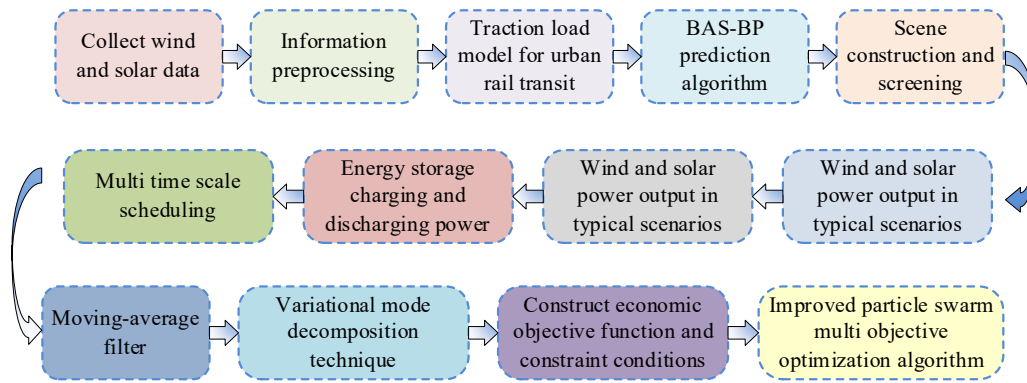 Collect wind
and solar data
Information
preprocessing
Traction load
model for urban
rail transit
BAS-BP
prediction
algorithm
Scene
construction and
screening
Multi time scale
scheduling
Energy storage
charging and
discharging power
Wind and solar
power output in
typical scenarios
Wind and solar
power output in
typical scenarios
Moving-average
filter
Variational mode
decomposition
technique
Construct economic
objective function and
constraint conditions
Improved particle swarm
multi objective
optimization algorithm